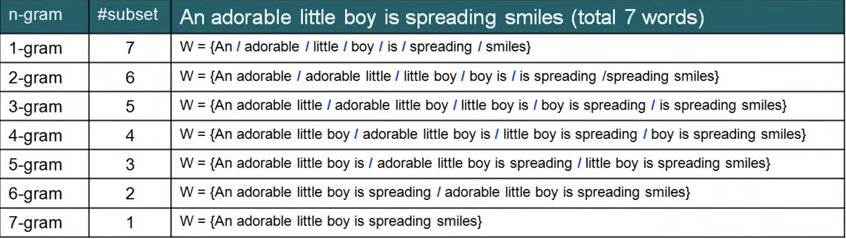 n-gram #subset An adorable little boy is spreading smiles (total 7 words)
1-gram 7 W = {An / adorable / little / boy / is / spreading / smiles}
2-gram 6 W = {An adorable / adorable little / little boy / boy is / is spreading /spreading smiles}
3-gram 5 W = {An adorable little / adorable little boy / little boy is / boy is spreading / is spreading smiles}
4-gram 4 W = {An adorable little boy / adorable little boy is / little boy is spreading / boy is spreading smiles}
5-gram 3 W = {An adorable little boy is / adorable little boy is spreading / little boy is spreading smiles}
6-gram 2 W = {An adorable little boy is spreading / adorable little boy is spreading smiles}
7-gram 1 W = {An adorable little boy is spreading smiles}